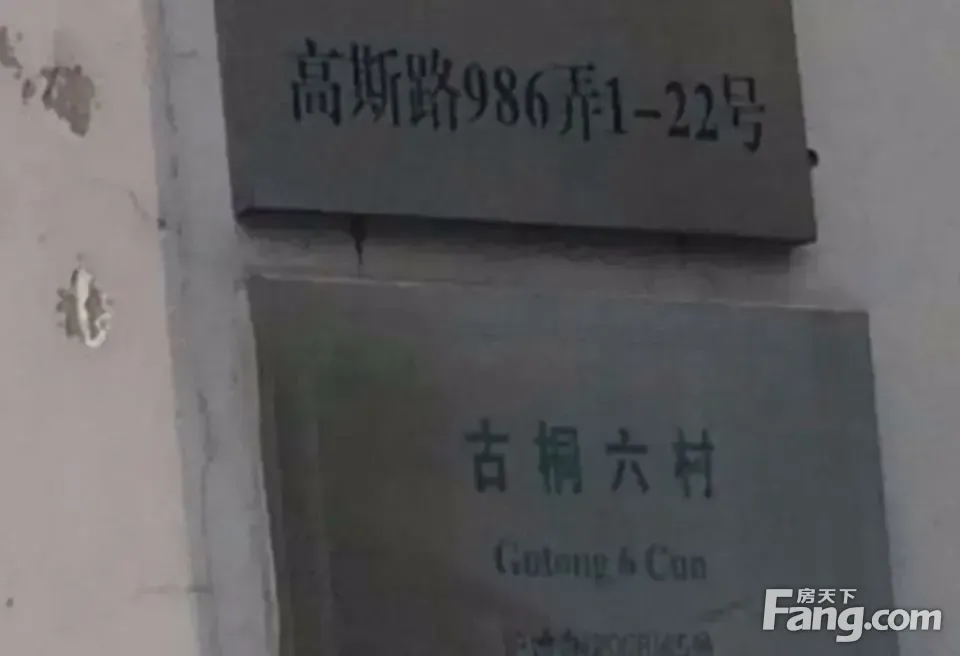 高斯路986弄1-22号
古桐六村
Gutong 6 Cun
房天下
Fang.com